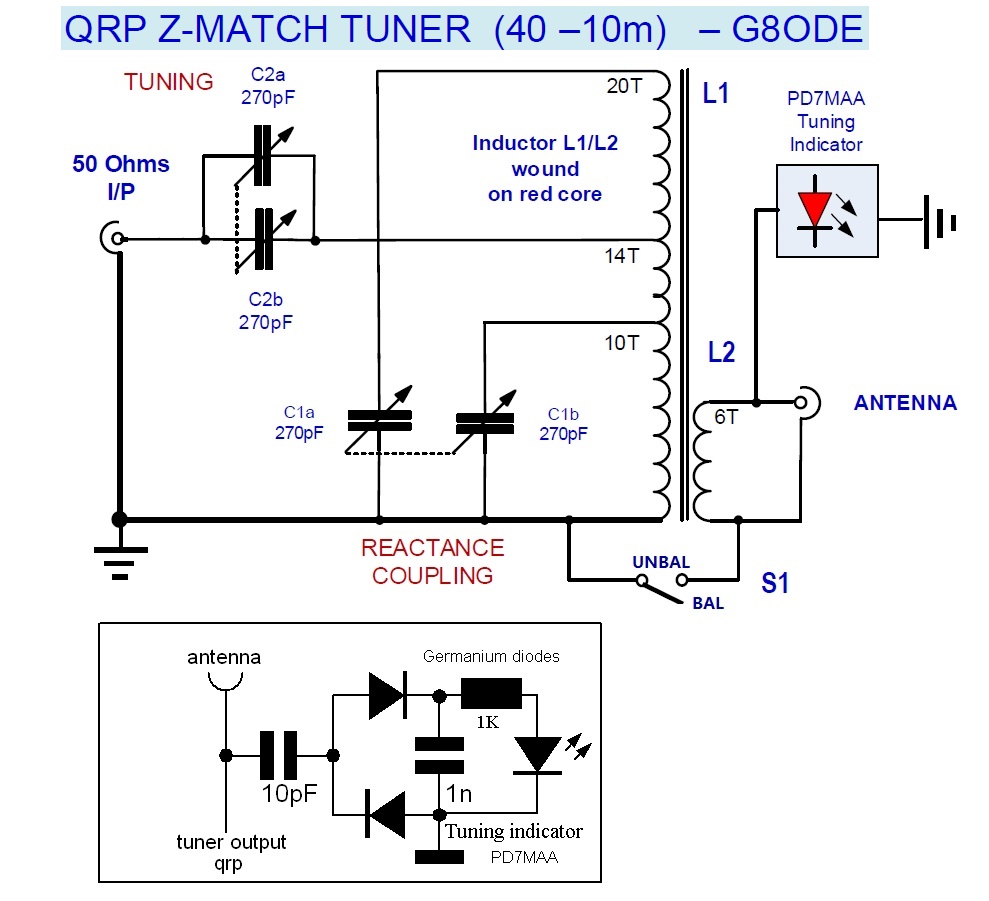 QRP Z-MATCH TUNER (40 –10m) – G8ODE
TUNING
C2a
270pF
50 Ohms
I/P
C2b
270pF
20T
L1
Inductor L1/L2
wound
on red core
14T
10T
PD7MAA
Tuning
Indicator
L2
6T
ANTENNA
C1a
270pF
C1b
270pF
REACTANCE
COUPLING
UNBAL
BAL
S1
antenna
Germanium diodes
1K
10pF
1n
tuner output
qrp
Tuning indicator
PD7MAA